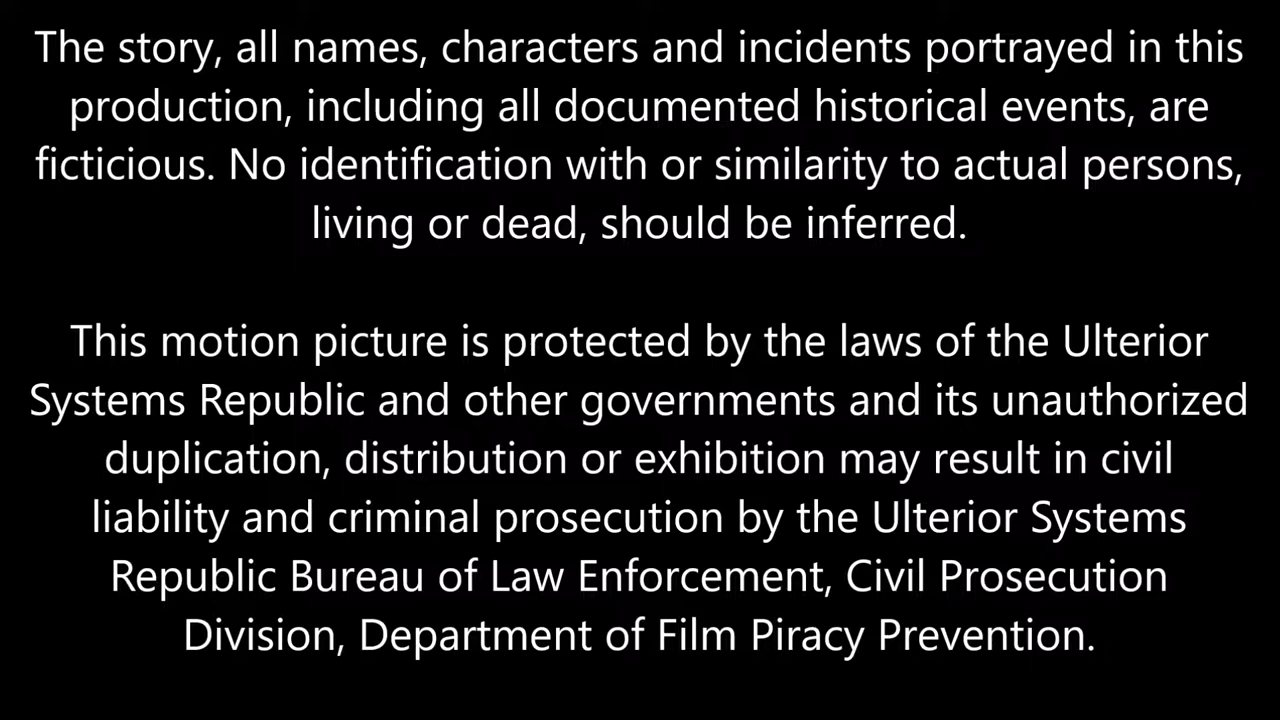 The story, all names, characters and incidents portrayed in this
production, including all documented historical events, are
ficticious. No identification with or similarity to actual persons,
living or dead, should be inferred.
This motion picture is protected by the laws of the Ulterior
Systems Republic and other governments and its unauthorized
duplication, distribution or exhibition may result in civil
liability and criminal prosecution by the Ulterior Systems
Republic Bureau of Law Enforcement, Civil Prosecution
Division, Department of Film Piracy Prevention.